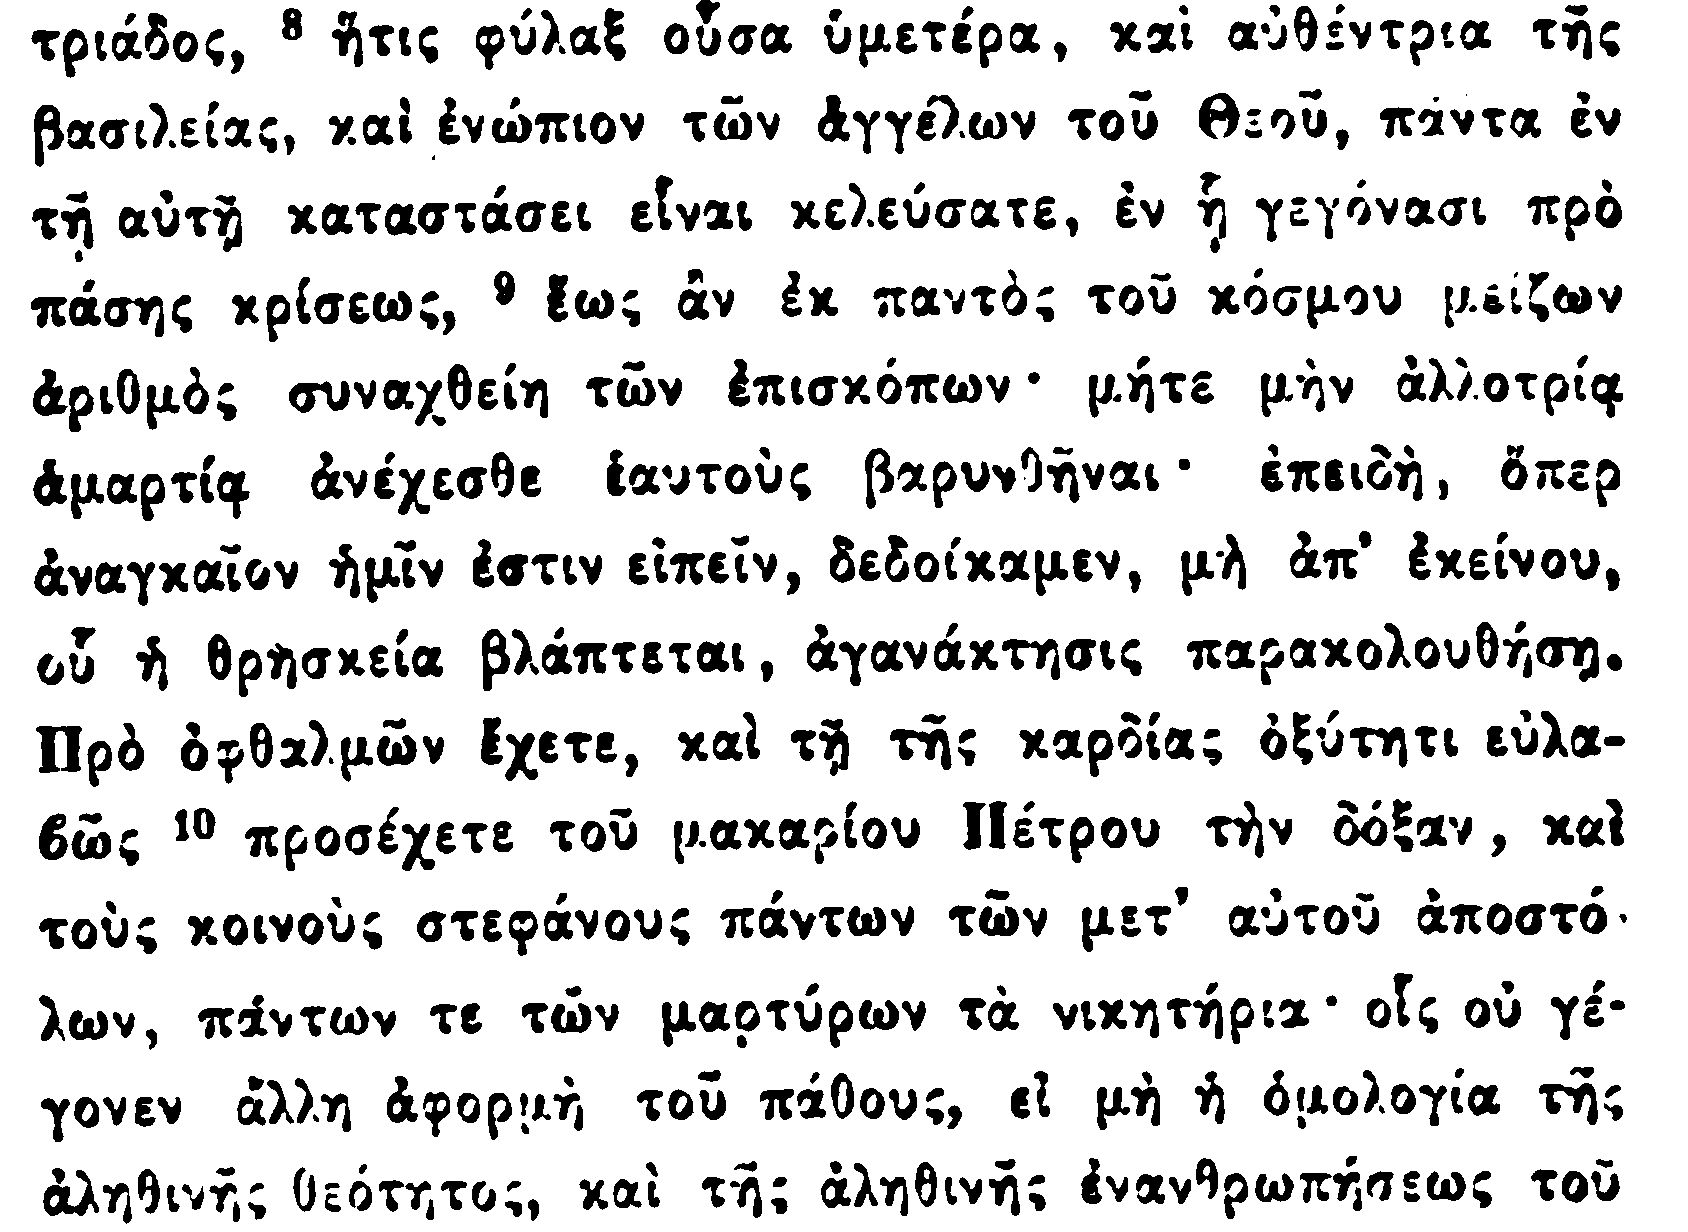 τριάδος, ⁸ ἥτις φύλαξ οὖσα ὑμετέρα, καὶ αὐθέντρια τῆς
βασιλείας, καὶ ἐνώπιον τῶν ἀγγέλων τοῦ Θεοῦ, πάντα ἐν
τῇ αὐτῇ καταστάσει εἶναι κελεύσατε, ἐν ᾗ γεγόνασι πρὸ
πάσης κρίσεως, ⁹ ἕως ἂν ἐκ παντὸς τοῦ κόσμου μείζων
ἀριθμὸς συναχθείη τῶν ἐπισκόπων· μήτε μὴν ἀλλοτρίᾳ
ἁμαρτίᾳ ἀνέχεσθε ἑαυτοὺς βαρυνθῆναι· ἐπειδὴ, ὅπερ
ἀναγκαῖον ἡμῖν ἐστιν εἰπεῖν, δεδοίκαμεν, μὴ ἀπ' ἐκείνου,
οὗ ἡ θρησκεία βλάπτεται, ἀγανάκτησις παρακολουθήσῃ.
Πρὸ ὀφθαλμῶν ἔχετε, καὶ τῇ τῆς καρδίας ὀξύτητι εὐλα-
βῶς ¹⁰ προσέχετε τοῦ μακαρίου Πέτρου τὴν δόξαν, καὶ
τοὺς κοινοὺς στεφάνους πάντων τῶν μετ' αὐτοῦ ἀποστό-
λων, πάντων τε τῶν μαρτύρων τὰ νικητήρια· οἷς οὐ γέ-
γονεν ἄλλη ἀφορμὴ τοῦ πάθους, εἰ μὴ ἡ ὁμολογία τῆς
ἀληθινῆς θεότητος, καὶ τῆς ἀληθινῆς ἐνανθρωπήσεως τοῦ